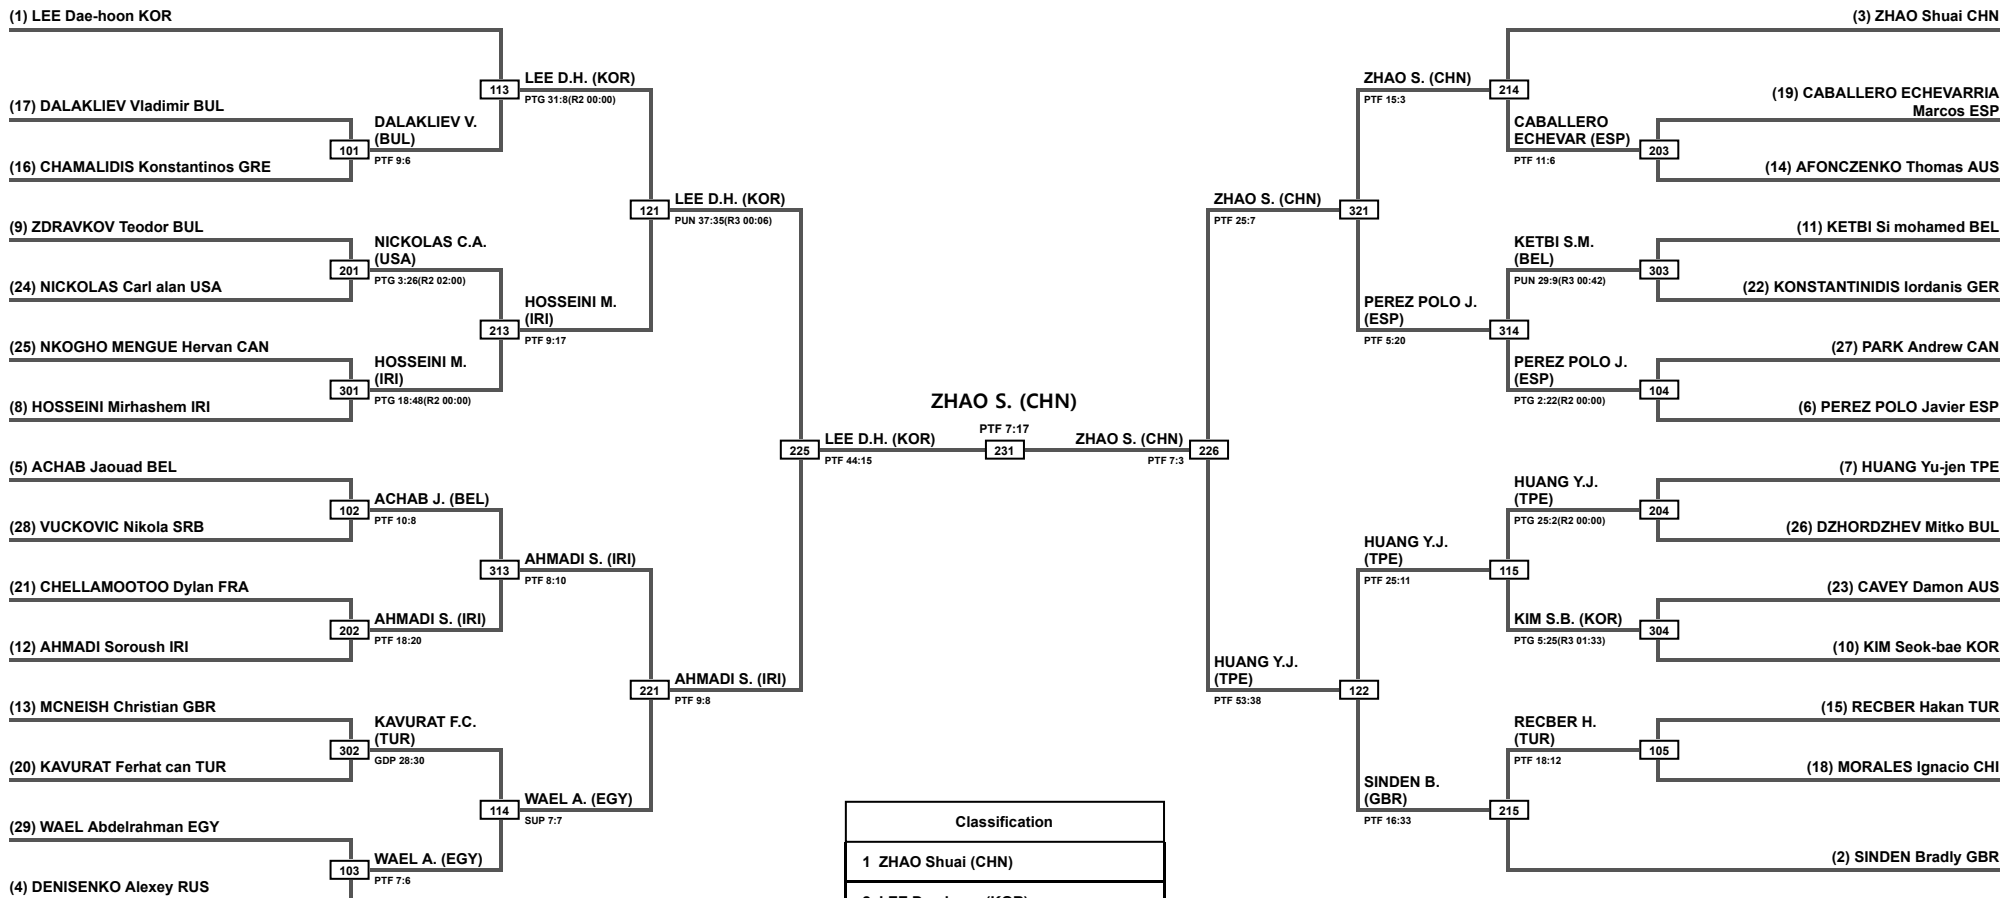 (1) LEE Dae-hoon KOR
(17) DALAKLIEV Vladimir BUL
(16) CHAMALIDIS Konstantinos GRE
(9) ZDRAVKOV Teodor BUL
(24) NICKOLAS Carl alan USA
(25) NKOGHO MENGUE Hervan CAN
(8) HOSSEINI Mirhashem IRI
(5) ACHAB Jaouad BEL
(28) VUCKOVIC Nikola SRB
(21) CHELLAMOOTOO Dylan FRA
(12) AHMADI Soroush IRI
(13) MCNEISH Christian GBR
(20) KAVURAT Ferhat can TUR
(29) WAEL Abdelrahman EGY
(4) DENISENKO Alexey RUS
101
DALAKLIEV V.
(BUL)
PTF 9:6
201
NICKOLAS C.A.
(USA)
PTG 3:26(R2 02:00)
301
HOSSEINI M.
(IRI)
PTG 18:48(R2 00:00)
102
ACHAB J. (BEL)
PTF 10:8
202
AHMADI S. (IRI)
PTF 18:20
302
KAVURAT F.C.
(TUR)
GDP 28:30
103
WAEL A. (EGY)
PTF 7:6
113
LEE D.H. (KOR)
PTG 31:8(R2 00:00)
213
HOSSEINI M.
(IRI)
PTF 9:17
313
AHMADI S. (IRI)
PTF 8:10
114
WAEL A. (EGY)
SUP 7:7
121
LEE D.H. (KOR)
PUN 37:35(R3 00:06)
221
AHMADI S. (IRI)
PTF 9:8
225
LEE D.H. (KOR)
PTF 44:15
ZHAO S. (CHN)
PTF 7:17
231
ZHAO S. (CHN)
PTF 7:3
226
ZHAO S. (CHN)
PTF 25:7
321
HUANG Y.J.
(TPE)
PTF 53:38
122
ZHAO S. (CHN)
PTF 15:3
214
PEREZ POLO J.
(ESP)
PTF 5:20
314
HUANG Y.J.
(TPE)
PTF 25:11
115
SINDEN B.
(GBR)
PTF 16:33
215
CABALLERO
ECHEVAR (ESP)
PTF 11:6
203
KETBI S.M.
(BEL)
PUN 29:9(R3 00:42)
303
PEREZ POLO J.
(ESP)
PTG 2:22(R2 00:00)
104
HUANG Y.J.
(TPE)
PTG 25:2(R2 00:00)
204
KIM S.B. (KOR)
PTG 5:25(R3 01:33)
304
RECBER H.
(TUR)
PTF 18:12
105
(3) ZHAO Shuai CHN
(19) CABALLERO ECHEVARRIA
Marcos ESP
(14) AFONCZENKO Thomas AUS
(11) KETBI Si mohamed BEL
(22) KONSTANTINIDIS Iordanis GER
(27) PARK Andrew CAN
(6) PEREZ POLO Javier ESP
(7) HUANG Yu-jen TPE
(26) DZHORDZHEV Mitko BUL
(23) CAVEY Damon AUS
(10) KIM Seok-bae KOR
(15) RECBER Hakan TUR
(18) MORALES Ignacio CHI
(2) SINDEN Bradly GBR
Classification
1 ZHAO Shuai (CHN)